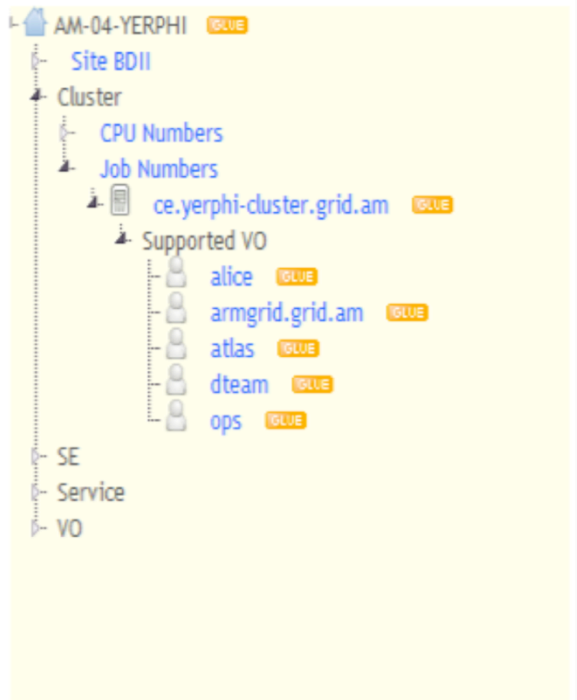 AM-04-YERPHI GLUE
Site BDII
Cluster
CPU Numbers
Job Numbers
ce.yerphi-cluster.grid.am GLUE
Supported VO
alice GLUE
armgrid.grid.am GLUE
atlas GLUE
dteam GLUE
ops GLUE
SE
Service
VO